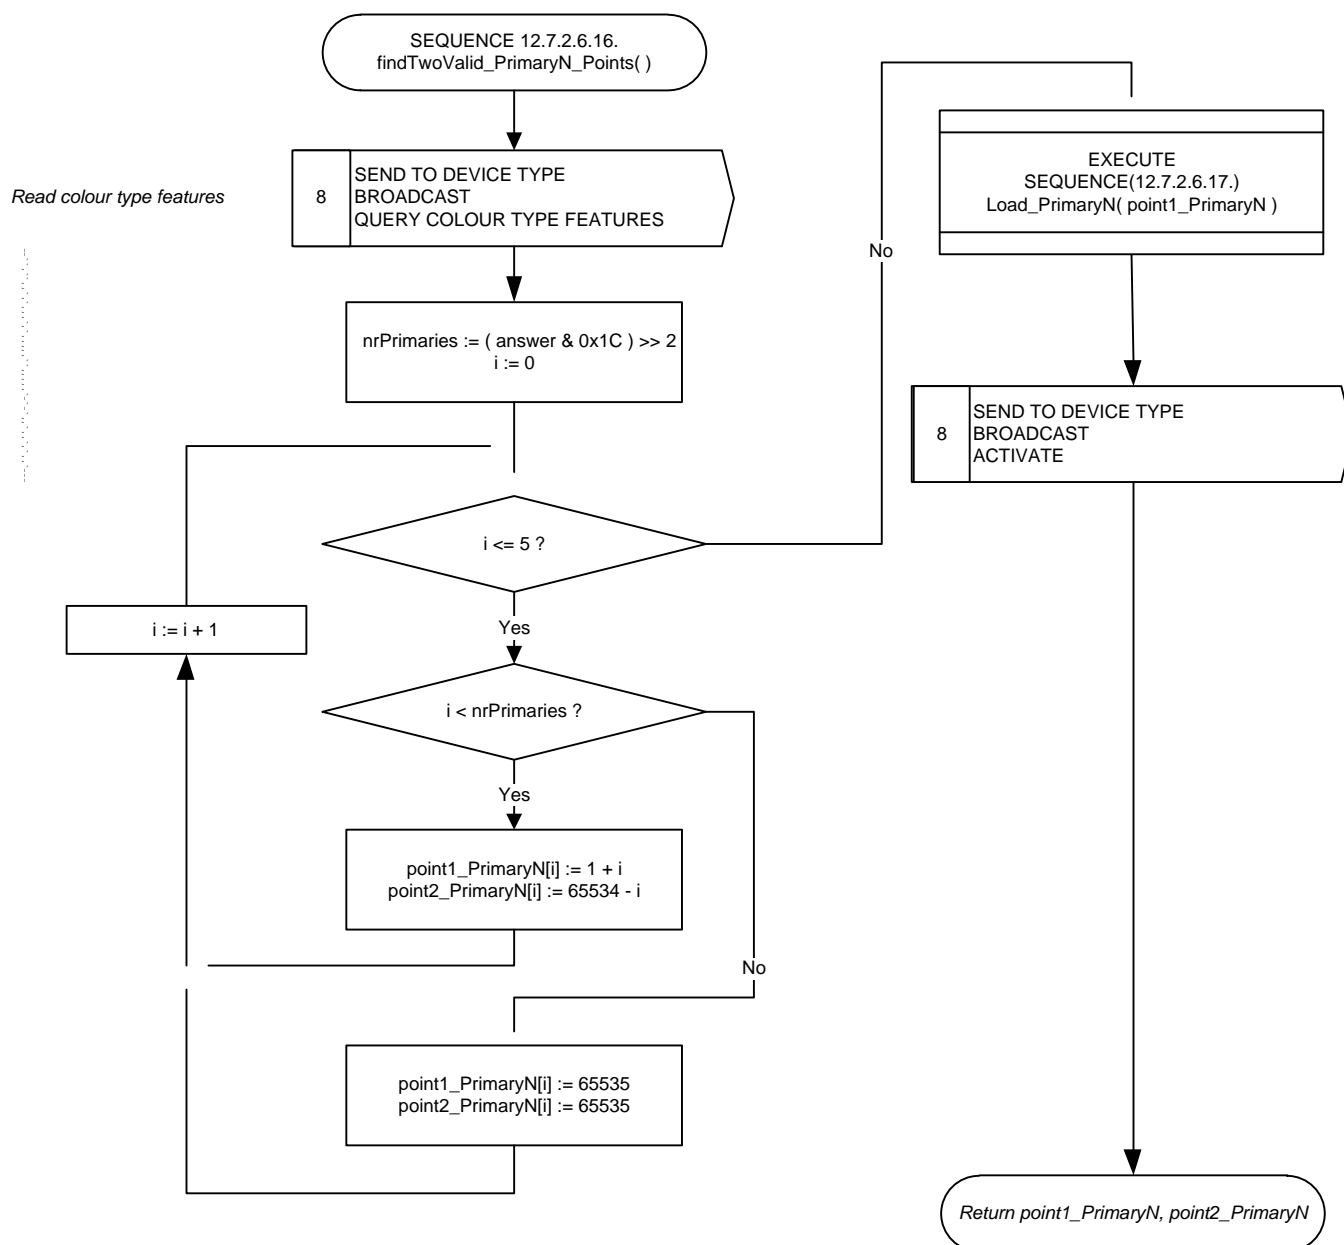 SEQUENCE 12.7.2.6.16.
findTwoValid_PrimaryN_Points( )
Read colour type features
8
SEND TO DEVICE TYPE
BROADCAST
QUERY COLOUR TYPE FEATURES
nrPrimaries := ( answer & 0x1C ) >> 2
i := 0
i <= 5 ?
No
Yes
i := i + 1
i < nrPrimaries ?
Yes
No
point1_PrimaryN[i] := 1 + i
point2_PrimaryN[i] := 65534 - i
point1_PrimaryN[i] := 65535
point2_PrimaryN[i] := 65535
EXECUTE
SEQUENCE(12.7.2.6.17.)
Load_PrimaryN( point1_PrimaryN )
8
SEND TO DEVICE TYPE
BROADCAST
ACTIVATE
Return point1_PrimaryN, point2_PrimaryN